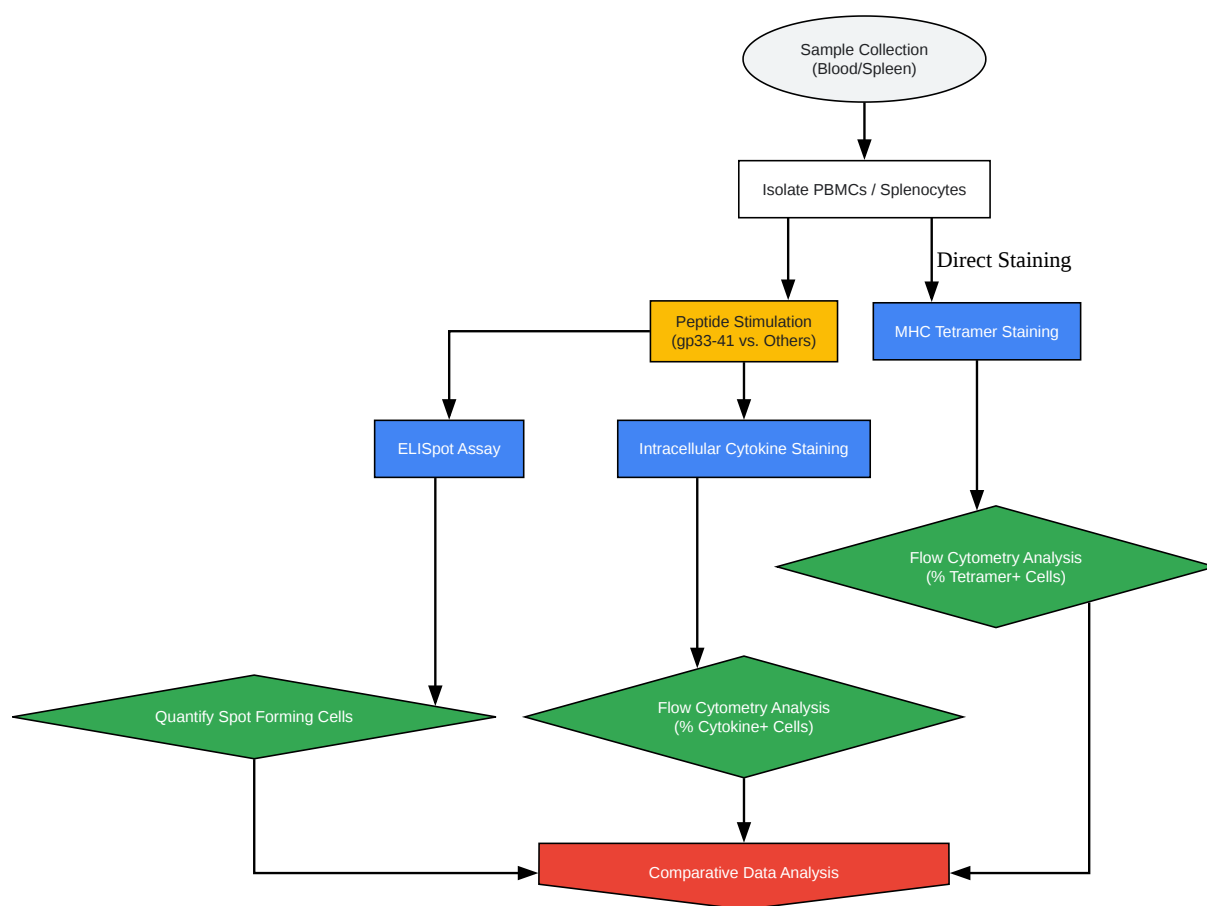 Sample Collection
(Blood/Spleen)
Isolate PBMCs / Splenocytes
Direct Staining
Peptide Stimulation
(gp33-41 vs. Others)
MHC Tetramer Staining
ELISpot Assay
Intracellular Cytokine Staining
Flow Cytometry Analysis
(% Tetramer+ Cells)
Quantify Spot Forming Cells
Flow Cytometry Analysis
(% Cytokine+ Cells)
Comparative Data Analysis